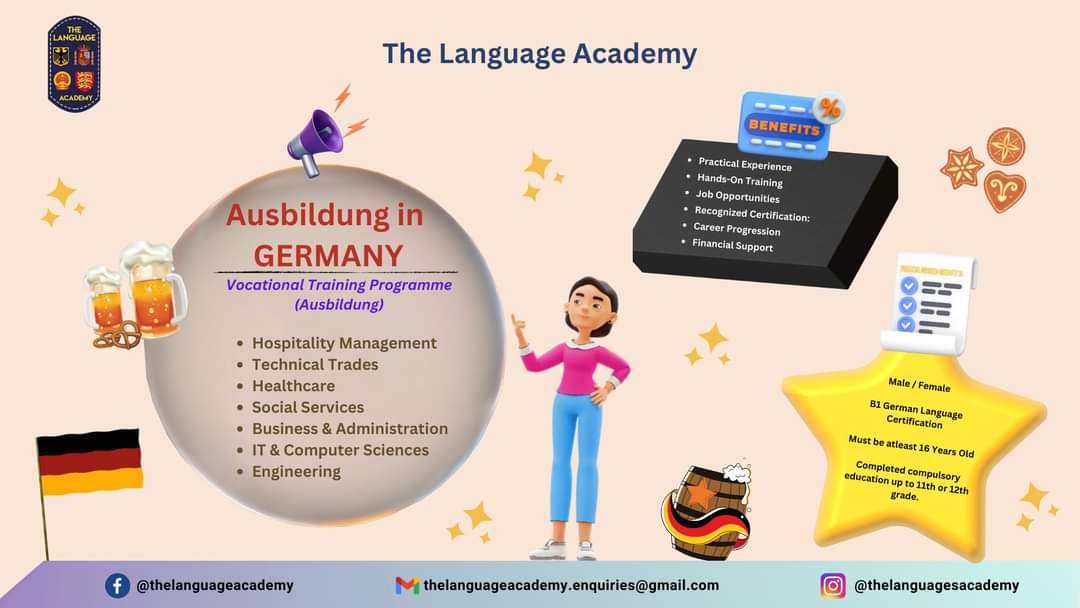 THE
LANGUAGE
ACADEMY
The Language Academy
Ausbildung in
GERMANY
Vocational Training Programme
(Ausbildung)
• Hospitality Management
• Technical Trades
• Healthcare
• Social Services
• Business & Administration
• IT & Computer Sciences
• Engineering
%
BENEFITS
• Practical Experience
• Hands-On Training
• Job Opportunities
• Recognized Certification:
• Career Progression
• Financial Support
REQUIREMENTS
Male / Female
B1 German Language
Certification
Must be atleast 16 Years Old
Completed compulsory
education up to 11th or 12th
grade.
@thelanguageacademy
thelanguageacademy.enquiries@gmail.com
@thelanguagesacademy